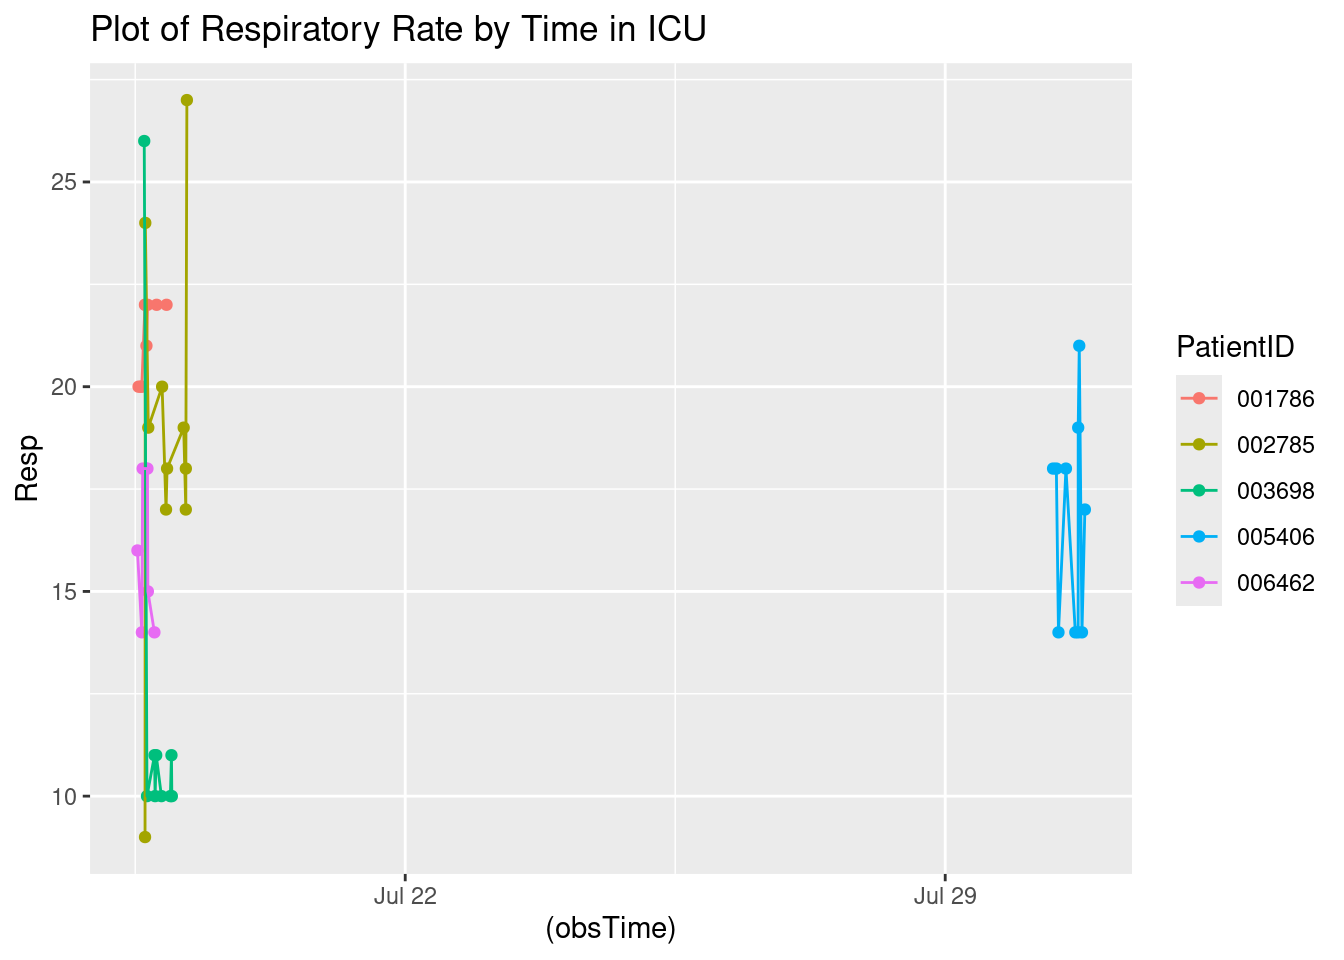 Plot of Respiratory Rate by Time in ICU
Resp
25
20
15
10
Jul 22
Jul 29
(obsTime)
PatientID
001786
002785
003698
005406
006462